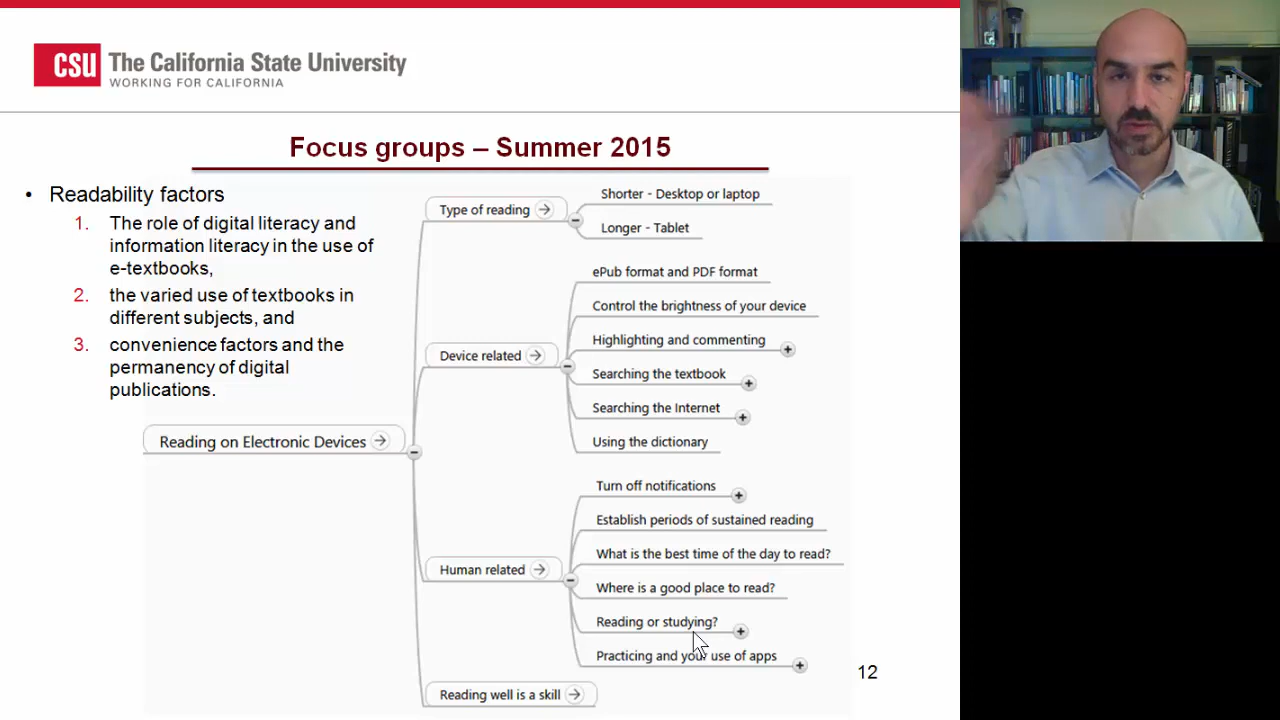 CSU The California State University
WORKING FOR CALIFORNIA
Focus groups – Summer 2015
• Readability factors
1. The role of digital literacy and
information literacy in the use of
e-textbooks,
2. the varied use of textbooks in
different subjects, and
3. convenience factors and the
permanency of digital
publications.
Reading on Electronic Devices
Type of reading
Shorter - Desktop or laptop
Longer - Tablet
Device related
ePub format and PDF format
Control the brightness of your device
Highlighting and commenting
Searching the textbook
Searching the Internet
Using the dictionary
Human related
Turn off notifications
Establish periods of sustained reading
What is the best time of the day to read?
Where is a good place to read?
Reading or studying?
Practicing and your use of apps
Reading well is a skill
12